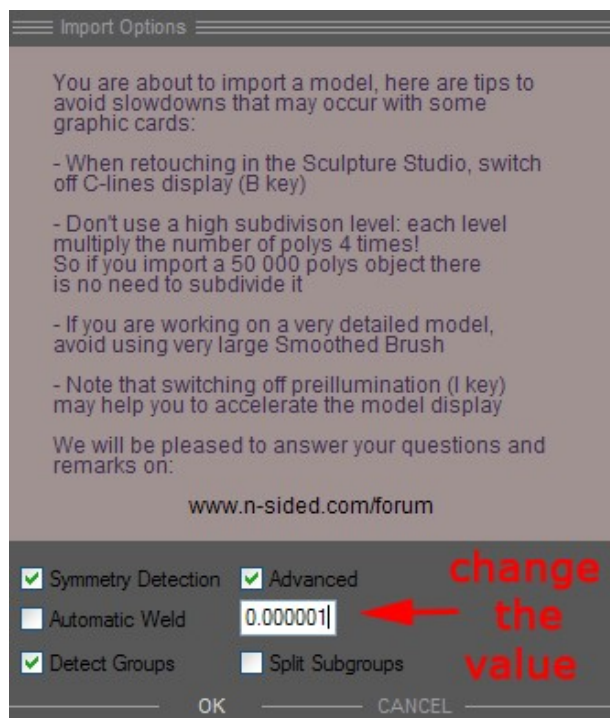 Import Options
You are about to import a model, here are tips to
avoid slowdowns that may occur with some
graphic cards:
- When retouching in the Sculpture Studio, switch
off C-lines display (B key)
- Don't use a high subdivison level: each level
multiply the number of polys 4 times!
So if you import a 50 000 polys object there
is no need to subdivide it
- If you are working on a very detailed model,
avoid using very large Smoothed Brush
- Note that switching off preillumination (I key)
may help you to accelerate the model display
We will be pleased to answer your questions and
remarks on:
www.n-sided.com/forum
Symmetry Detection Advanced
Automatic Weld 0.000001
Detect Groups Split Subgroups
change
the
value
OK CANCEL